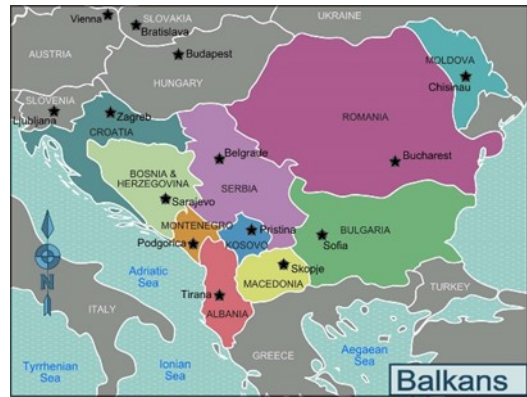 Vienna
SLOVAKIA
Bratislava
UKRAINE
AUSTRIA
Budapest
HUNGARY
MOLDOVA
Chisinau
SLOVENIA
Ljubljana
Zagreb
CROATIA
ROMANIA
Belgrade
Bucharest
BOSNIA &
HERZEGOVINA
Sarajevo
SERBIA
MONTENEGRO
Pristina
BULGARIA
Podgorica
KOSOVO
Sofia
Adriatic
Sea
Skopje
MACEDONIA
N
TURKEY
Tirana
ALBANIA
ITALY
GREECE
Tyrrhenian
Sea
Ionian
Sea
Aegaean
Sea
Balkans